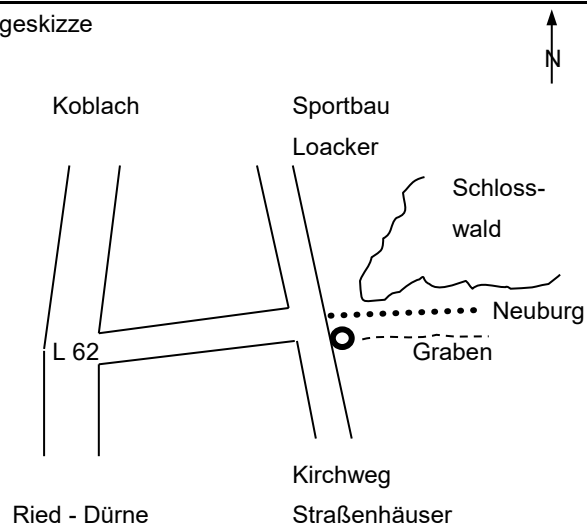 geskizze
N
Koblach
Sportbau
Loacker
Schloss-
wald
Neuburg
L 62
Graben
Kirchweg
Ried - Dürne
Straßenhäuser